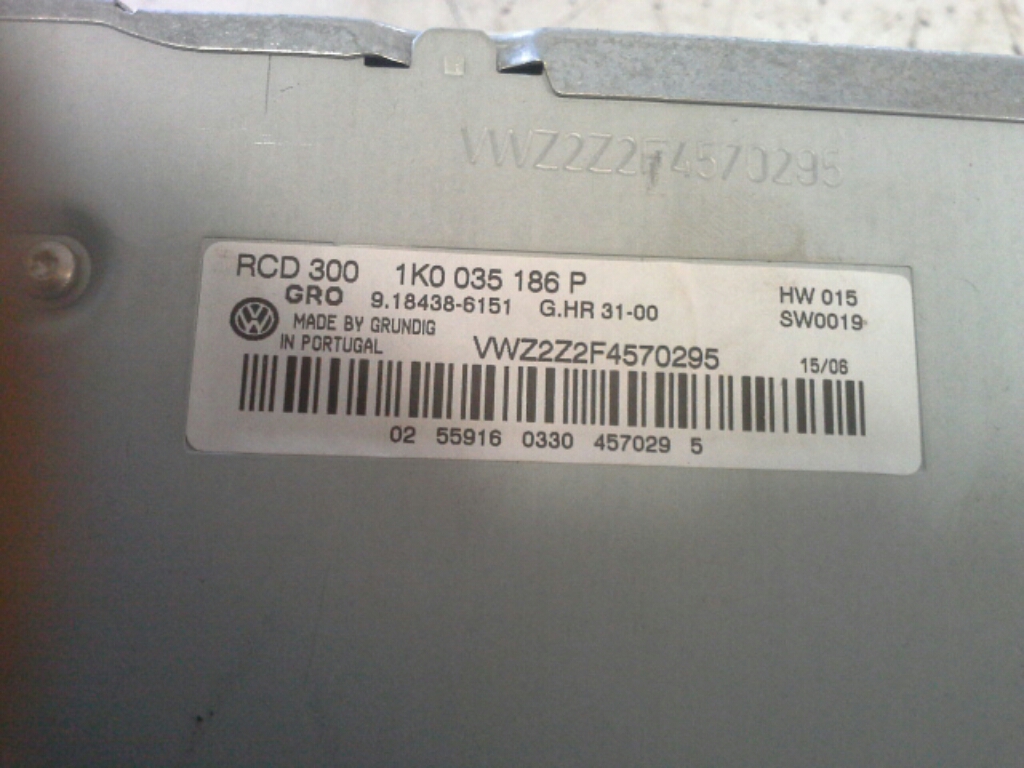 VWZ2Z2F4570295
RCD 300 1K0 035 186 P
GRO 9.18438-6151 G.HR 31-00
HW 015
SW0019
MADE BY GRUNDIG
IN PORTUGAL
VWZ2Z2F4570295
15/06
02 55916 0330 457029 5